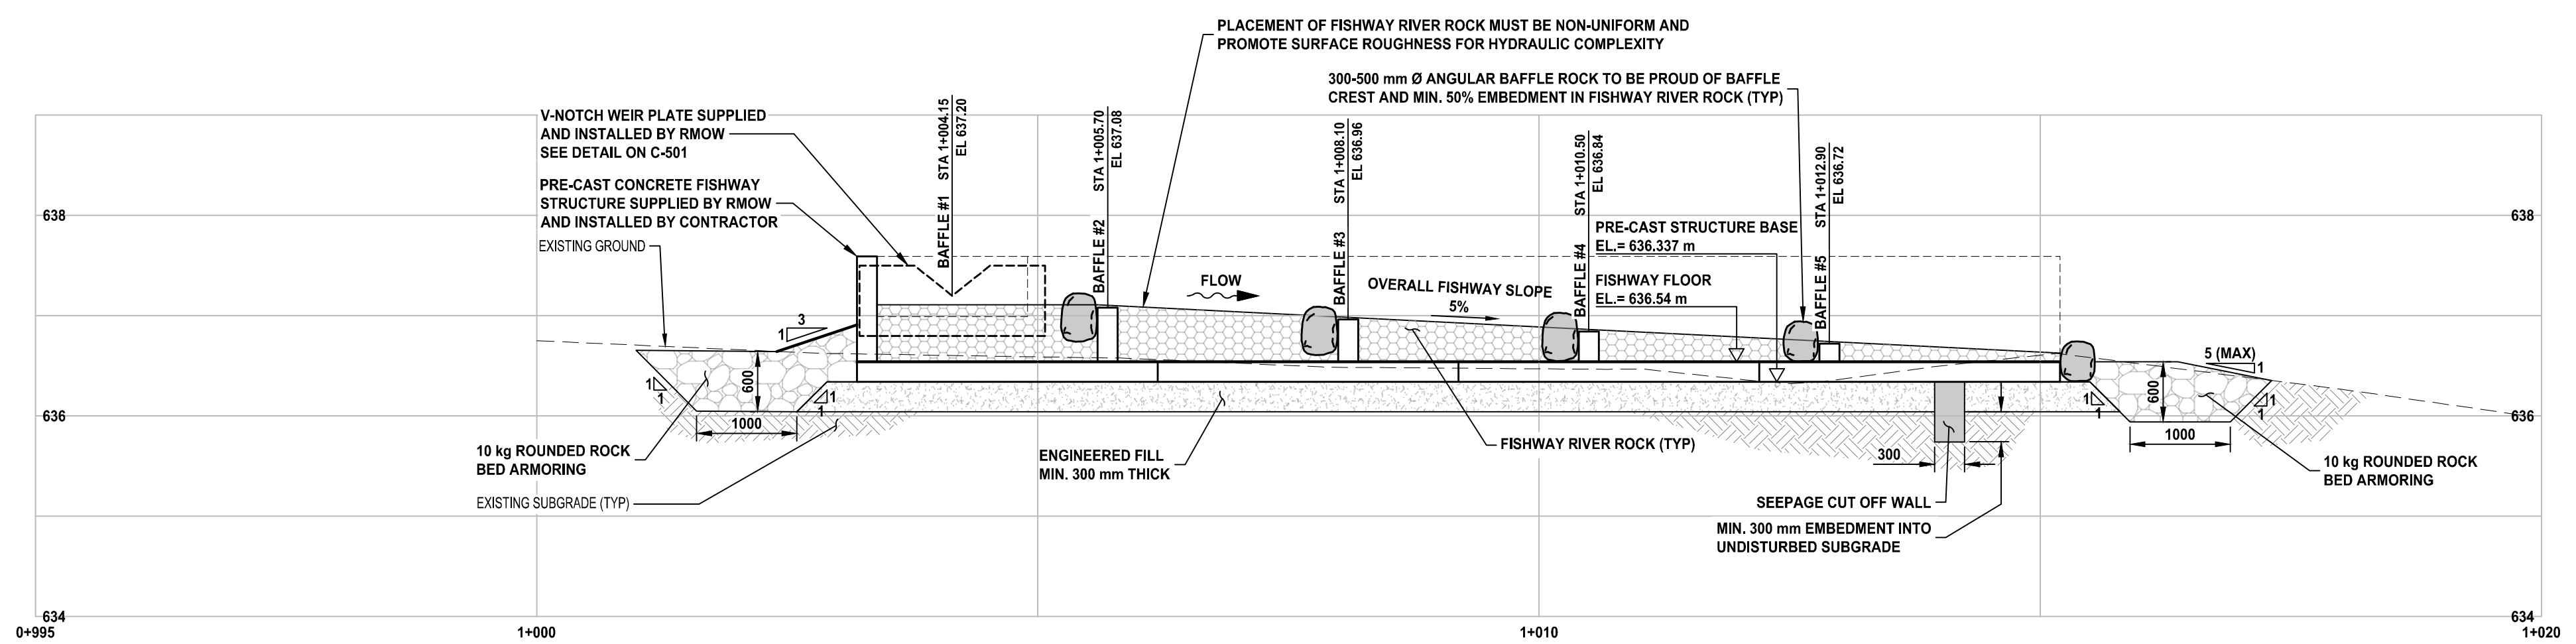 PLACEMENT OF FISHWAY RIVER ROCK MUST BE NON-UNIFORM AND
PROMOTE SURFACE ROUGHNESS FOR HYDRAULIC COMPLEXITY
300-500 mm Ø ANGULAR BAFFLE ROCK TO BE PROUD OF BAFFLE
CREST AND MIN. 50% EMBEDMENT IN FISHWAY RIVER ROCK (TYP)
V-NOTCH WEIR PLATE SUPPLIED
AND INSTALLED BY RMOW
SEE DETAIL ON C-501
PRE-CAST CONCRETE FISHWAY
STRUCTURE SUPPLIED BY RMOW
AND INSTALLED BY CONTRACTOR
EXISTING GROUND
BAFFLE #1 STA 1+004.15
EL 637.20
BAFFLE #2 STA 1+005.70
EL 637.08
BAFFLE #3 STA 1+008.10
EL 636.96
BAFFLE #4 STA 1+010.50
EL 636.84
BAFFLE #5 STA 1+012.90
EL 636.72
PRE-CAST STRUCTURE BASE
EL.= 636.337 m
FISHWAY FLOOR
EL.= 636.54 m
FLOW
OVERALL FISHWAY SLOPE
5%
638
638
3
1
5 (MAX)
1
600
600
1
1
1
1
1
1
1
1
636
636
1000
1000
300
10 kg ROUNDED ROCK
BED ARMORING
EXISTING SUBGRADE (TYP)
ENGINEERED FILL
MIN. 300 mm THICK
FISHWAY RIVER ROCK (TYP)
SEEPAGE CUT OFF WALL
MIN. 300 mm EMBEDMENT INTO
UNDISTURBED SUBGRADE
10 kg ROUNDED ROCK
BED ARMORING
634
634
0+995
1+000
1+010
1+020